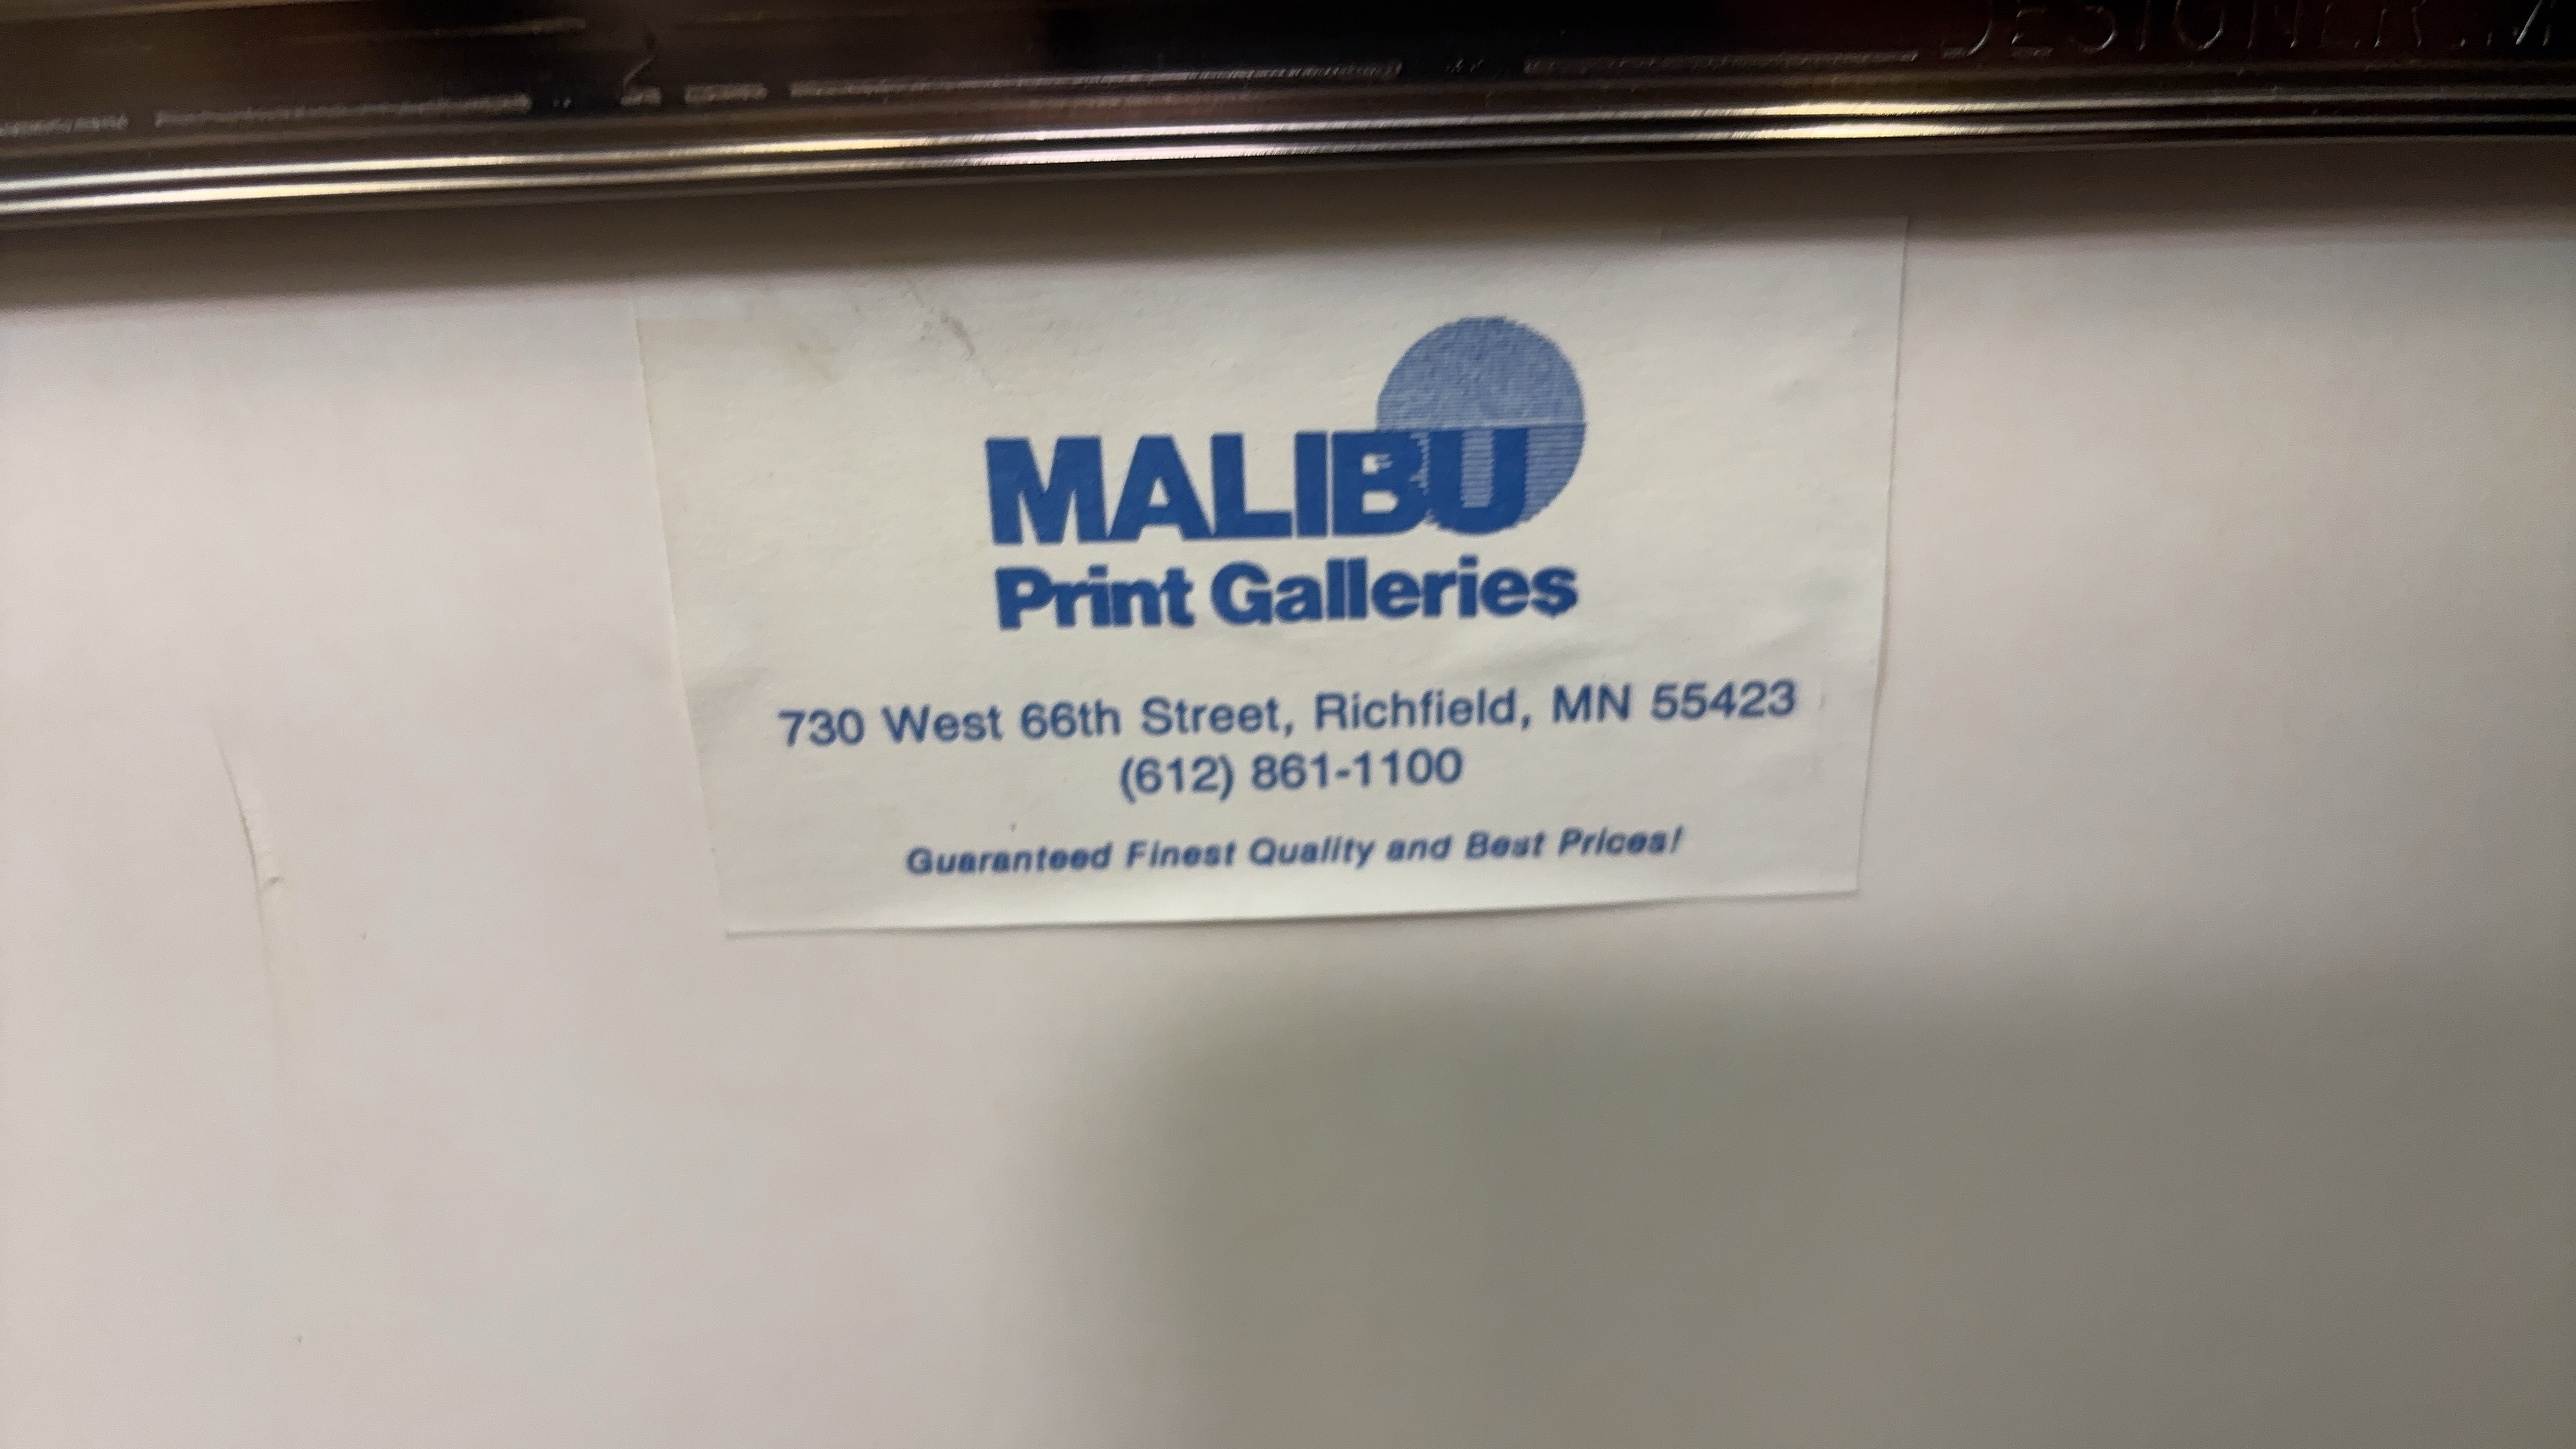 MALIBU
Print Galleries
730 West 66th Street, Richfield, MN 55423
(612) 861-1100
Guaranteed Finest Quality and Best Prices!